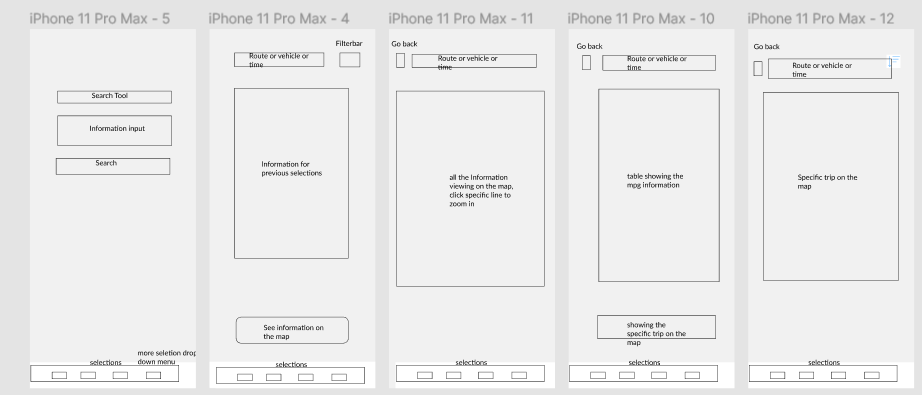 iPhone 11 Pro Max - 5
Search Tool
Information input
Search
more seletion drop
down menu
selections
iPhone 11 Pro Max - 4
Filterbar
Route or vehicle or
time
Information for
previous selections
See information on
the map
selections
iPhone 11 Pro Max - 11
Go back
Route or vehicle or
time
all the Information
viewing on the map,
click specific line to
zoom in
selections
iPhone 11 Pro Max - 10
Go back
Route or vehicle or
time
table showing the
mpg information
showing the
specific trip on the
map
selections
iPhone 11 Pro Max - 12
Go back
Route or vehicle or
time
Specific trip on the
map
selections